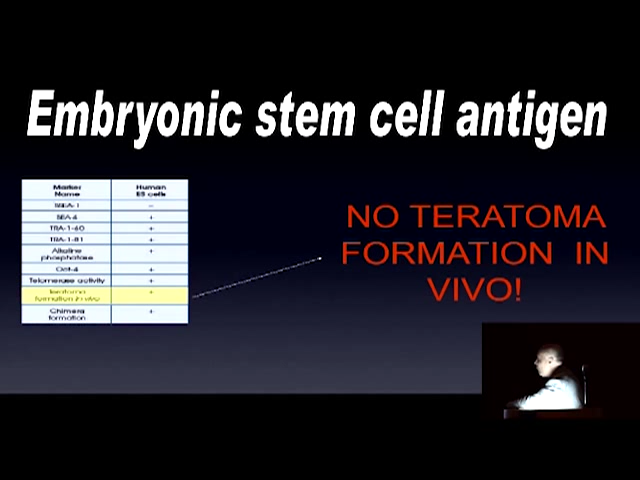 Embryonic stem cell antigen
Marker Name Human ES cells
SSEA-1 –
SEA-4 +
TRA-1-60 +
TRA-1-81 +
Alkaline phosphatase +
Oct-4 +
Telomerase activity +
Teratoma formation in vivo +
Chimera formation +
NO TERATOMA
FORMATION IN
VIVO!